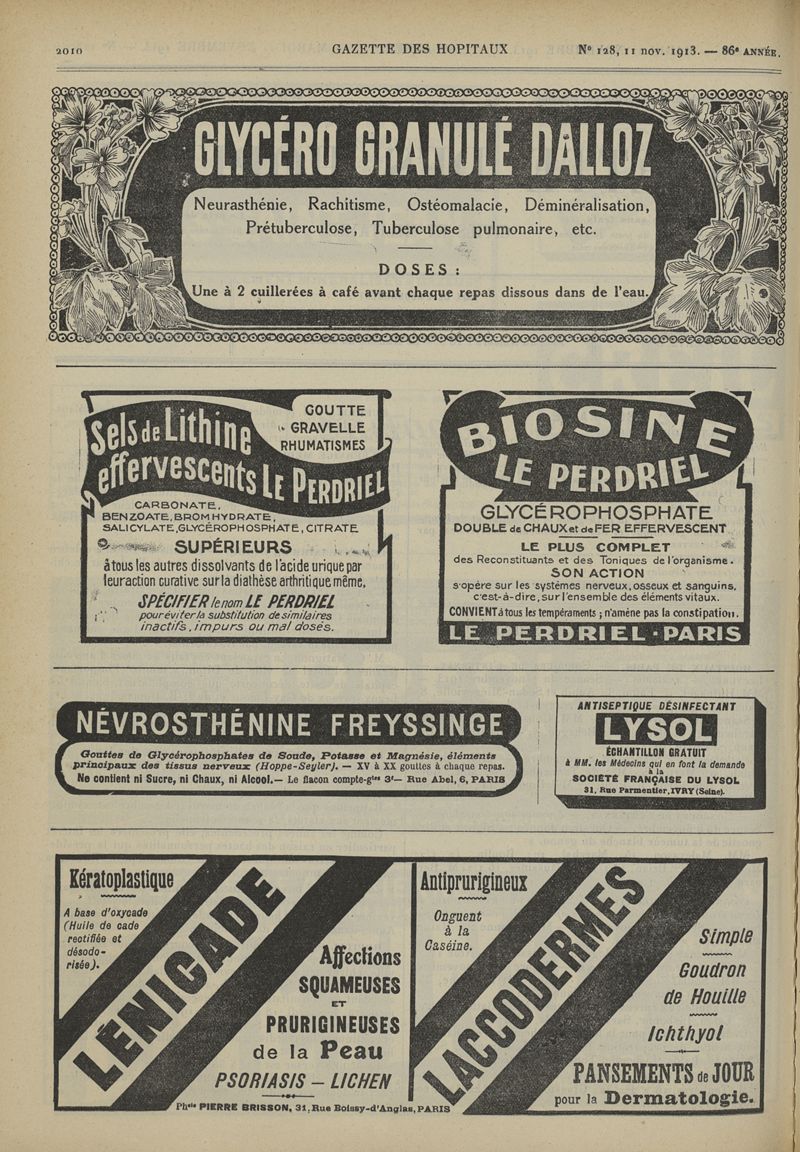 2010
GAZETTE DES HOPITAUX
N° 128, 11 nov. 1913. — 86e ANNÉE.
GLYCÉRO GRANULÉ DALLOZ
Neurasthénie, Rachitisme, Ostéomalacie, Déminéralisation,
Prétuberculose, Tuberculose pulmonaire, etc.
DOSES :
Une à 2 cuillerées à café avant chaque repas dissous dans de l'eau.
Sels de Lithine
effervescents LE PERDRIEL
GOUTTE
GRAVELLE
RHUMATISMES
CARBONATE,
BENZOATE, BROMHYDRATE,
SALICYLATE, GLYCÉROPHOSPHATE, CITRATE
SUPÉRIEURS
à tous les autres dissolvants de l'acide urique par
leur action curative sur la diathèse arthritique même.
SPÉCIFIER le nom LE PERDRIEL
pour éviter la substitution de similaires
inactifs, impurs ou mal dosés.
BIOSINE
LE PERDRIEL
GLYCÉROPHOSPHATE
DOUBLE de CHAUX et de FER EFFERVESCENT
LE PLUS COMPLET
des Reconstituants et des Toniques de l'organisme.
SON ACTION
s'opère sur les systèmes nerveux, osseux et sanguins,
c'est-à-dire, sur l'ensemble des éléments vitaux.
CONVIENT à tous les tempéraments ; n'amène pas la constipation.
LE PERDRIEL · PARIS
NÉVROSTHÉNINE FREYSSINGE
Gouttes de Glycérophosphates de Soude, Potasse et Magnésie, éléments
principaux des tissus nerveux (Hoppe-Seyler). — XV à XX gouttes à chaque repas.
Ne contient ni Sucre, ni Chaux, ni Alcool. — Le flacon compte-gttes 3f — Rue Abel, 6, PARIS
ANTISEPTIQUE DÉSINFECTANT
LYSOL
ÉCHANTILLON GRATUIT
à MM. les Médecins qui en font la demande
à la
SOCIETÉ FRANÇAISE DU LYSOL
31, Rue Parmentier, IVRY (Seine).
Kératoplastique
A base d'oxycade
(Huile de cade
rectifiée et
désodo-
risée).
LÉNICADE
Affections
SQUAMEUSES
ET
PRURIGINEUSES
de la Peau
PSORIASIS — LICHEN
Antiprurigineux
Onguent
à la
Caséine.
LACCODERMES
Simple
Goudron
de Houille
Ichthyol
PANSEMENTS de JOUR
pour la Dermatologie.
Phcie PIERRE BRISSON, 31, Rue Boissy-d'Anglas, PARIS